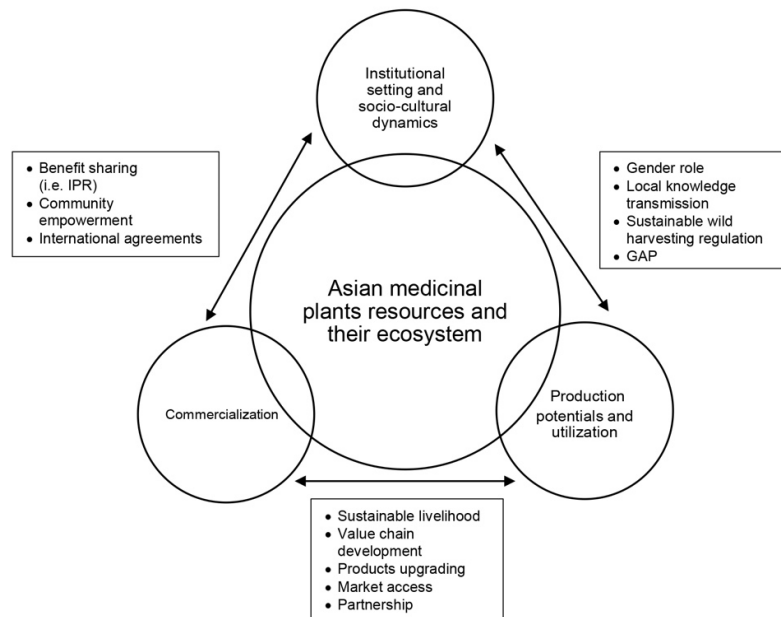 Institutional
setting and
socio-cultural
dynamics
• Benefit sharing
(i.e. IPR)
• Community
empowerment
• International agreements
• Gender role
• Local knowledge
transmission
• Sustainable wild
harvesting regulation
• GAP
Asian medicinal
plants resources and
their ecosystem
Commercialization
Production
potentials and
utilization
• Sustainable livelihood
• Value chain
development
• Products upgrading
• Market access
• Partnership